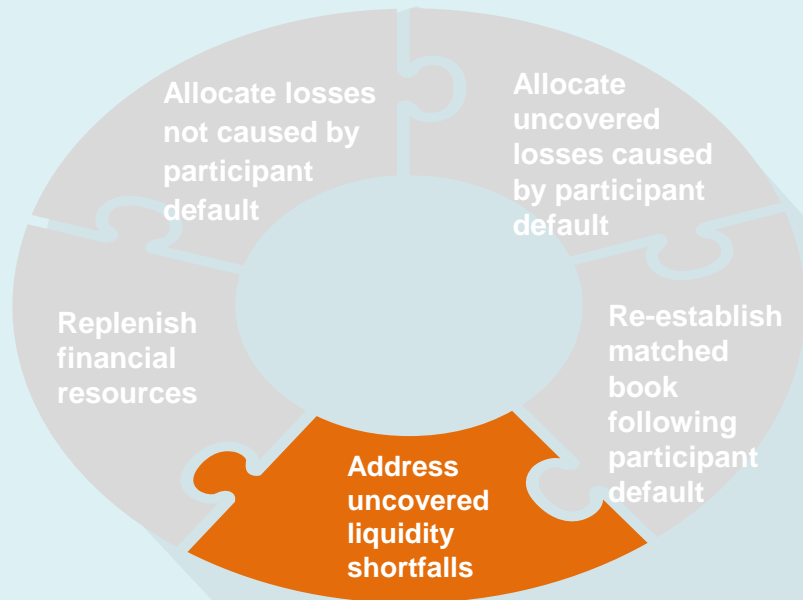 Allocate losses
not caused by
participant
default
Allocate
uncovered
losses caused
by participant
default
Re-establish
matched
book
following
participant
default
Address
uncovered
liquidity
shortfalls
Replenish
financial
resources